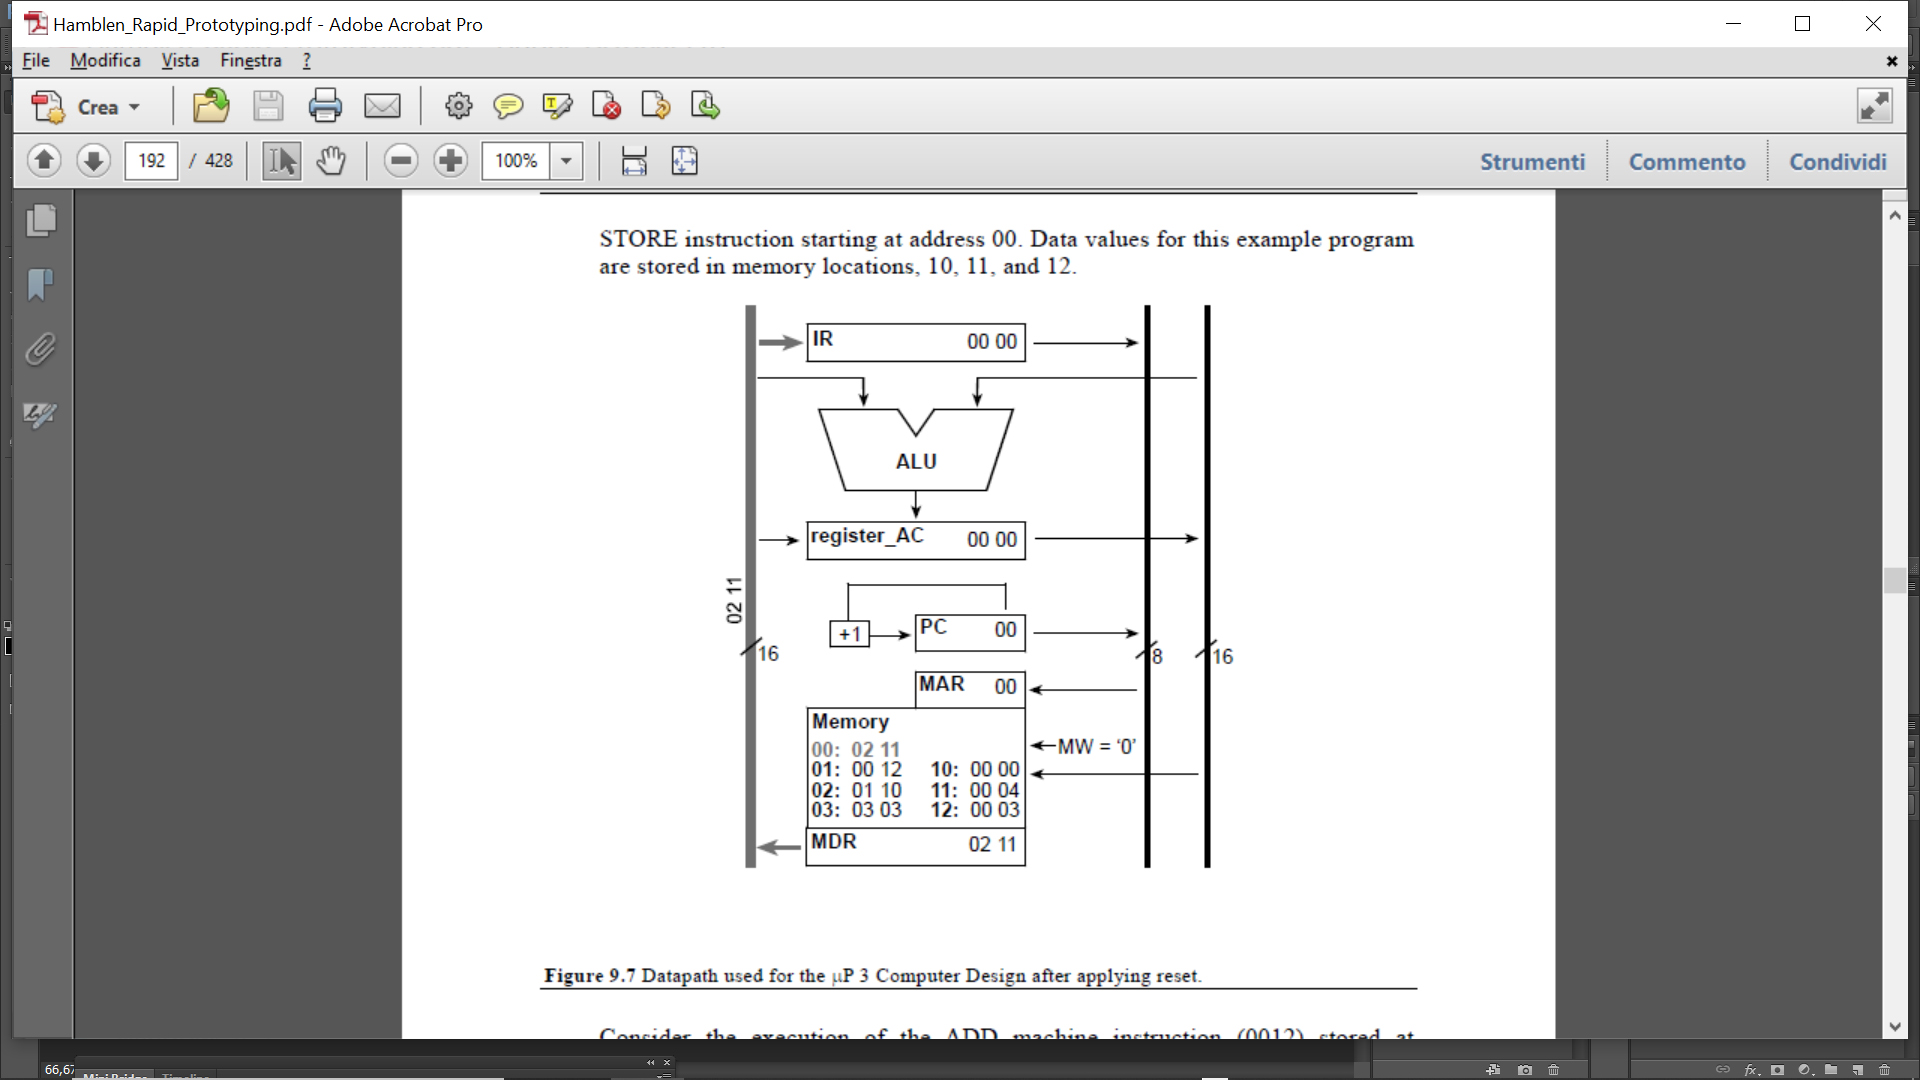 Hamblen_Rapid_Prototyping.pdf - Adobe Acrobat Pro
File Modifica Vista Finestra ?
Crea
192 / 428 100% Strumenti Commento Condividi
STORE instruction starting at address 00. Data values for this example program
are stored in memory locations, 10, 11, and 12.
IR 00 00
ALU
register_AC 00 00
02 11
+1 PC 00
16 8 16
MAR 00
Memory
00: 02 11 MW = ‘0’
01: 00 12 10: 00 00
02: 01 10 11: 00 04
03: 03 03 12: 00 03
MDR 02 11
Figure 9.7 Datapath used for the µP 3 Computer Design after applying reset.
Consider the execution of the ADD machine instruction (0012) stored at
66,67
Mini Bridge Timeline